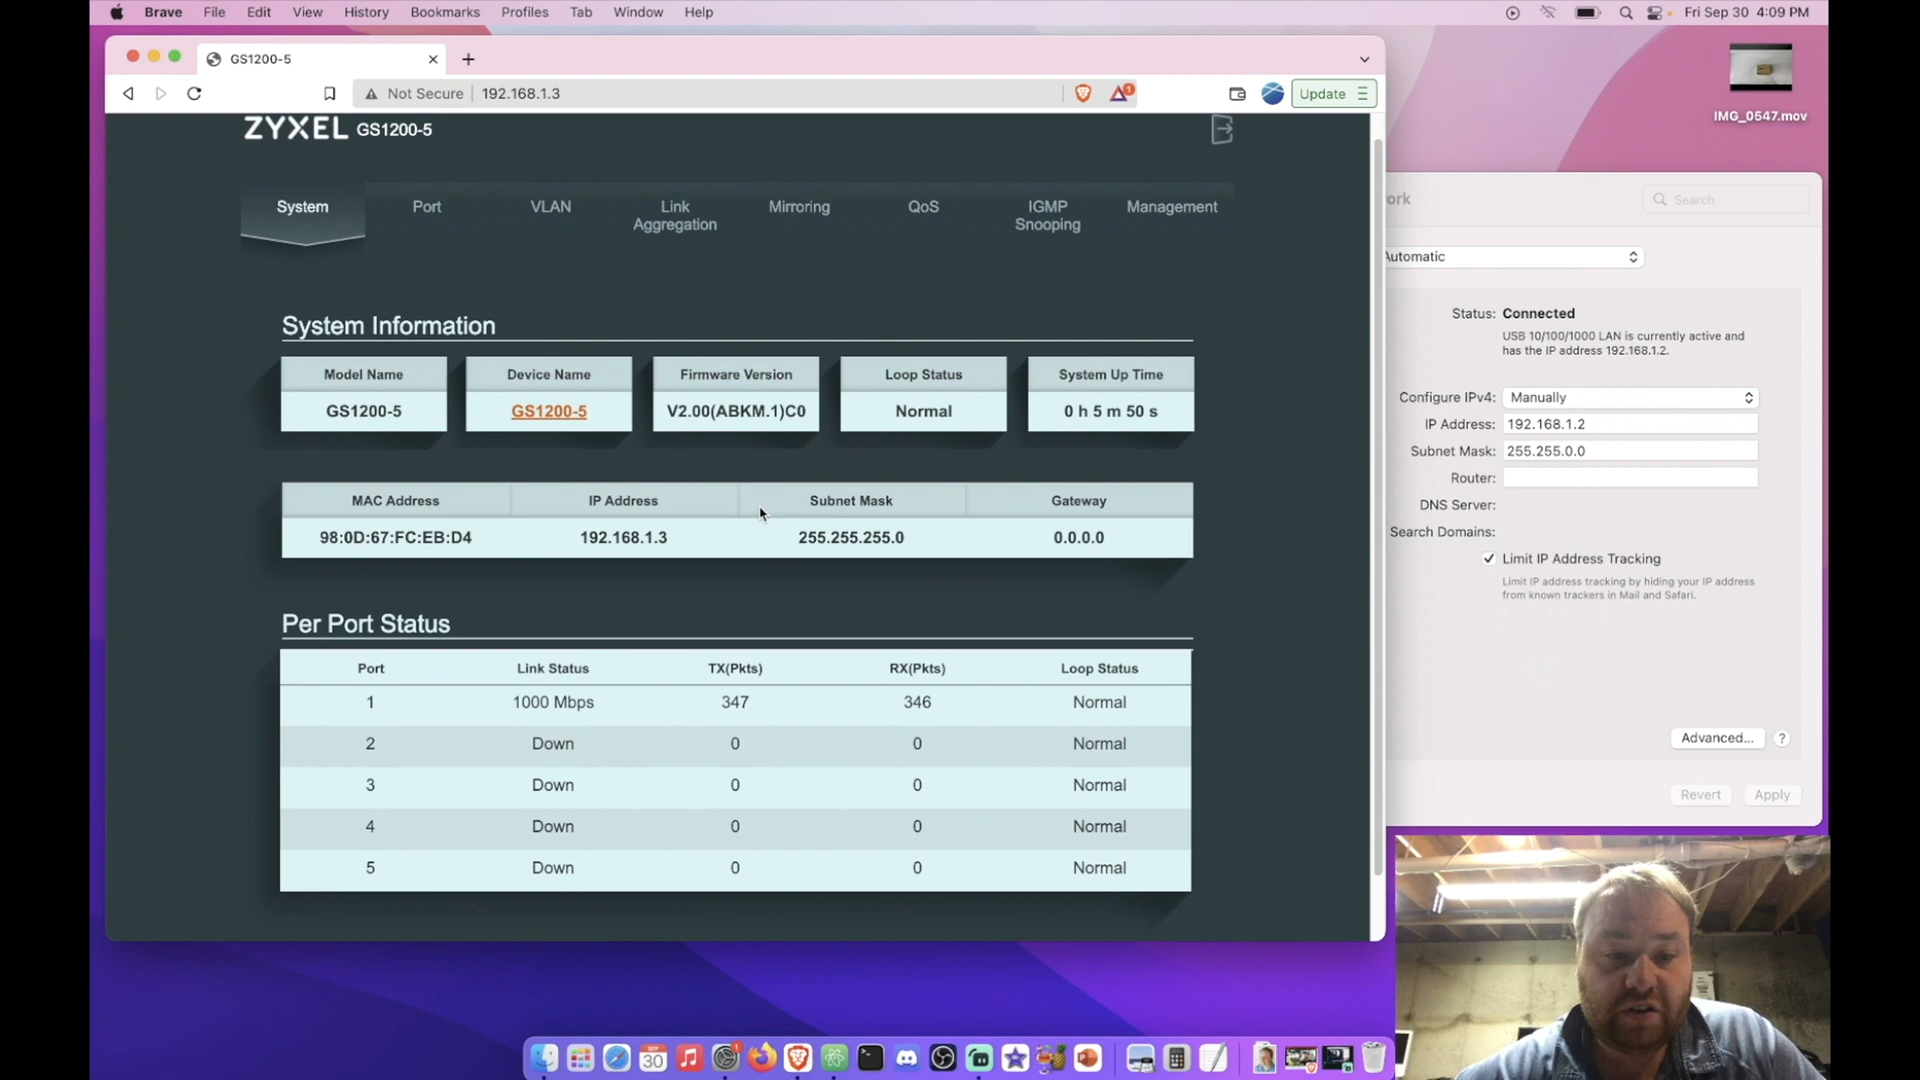 Brave File Edit View History Bookmarks Profiles Tab Window Help Fri Sep 30 4:09 PM
GS1200-5
Not Secure 192.168.1.3 1 Update
IMG_0547.mov
ZYXEL GS1200-5
System Port VLAN Link Aggregation Mirroring QoS IGMP Snooping Management
System Information
Model Name Device Name Firmware Version Loop Status System Up Time
GS1200-5 GS1200-5 V2.00(ABKM.1)C0 Normal 0 h 5 m 50 s
MAC Address IP Address Subnet Mask Gateway
98:0D:67:FC:EB:D4 192.168.1.3 255.255.255.0 0.0.0.0
Per Port Status
Port Link Status TX(Pkts) RX(Pkts) Loop Status
1 1000 Mbps 347 346 Normal
2 Down 0 0 Normal
3 Down 0 0 Normal
4 Down 0 0 Normal
5 Down 0 0 Normal
ork Search
Automatic
Status: Connected
USB 10/100/1000 LAN is currently active and
has the IP address 192.168.1.2.
Configure IPv4: Manually
IP Address: 192.168.1.2
Subnet Mask: 255.255.0.0
Router:
DNS Server:
Search Domains:
Limit IP Address Tracking
Limit IP address tracking by hiding your IP address
from known trackers in Mail and Safari.
Advanced... ?
Revert Apply
SEP
30 1